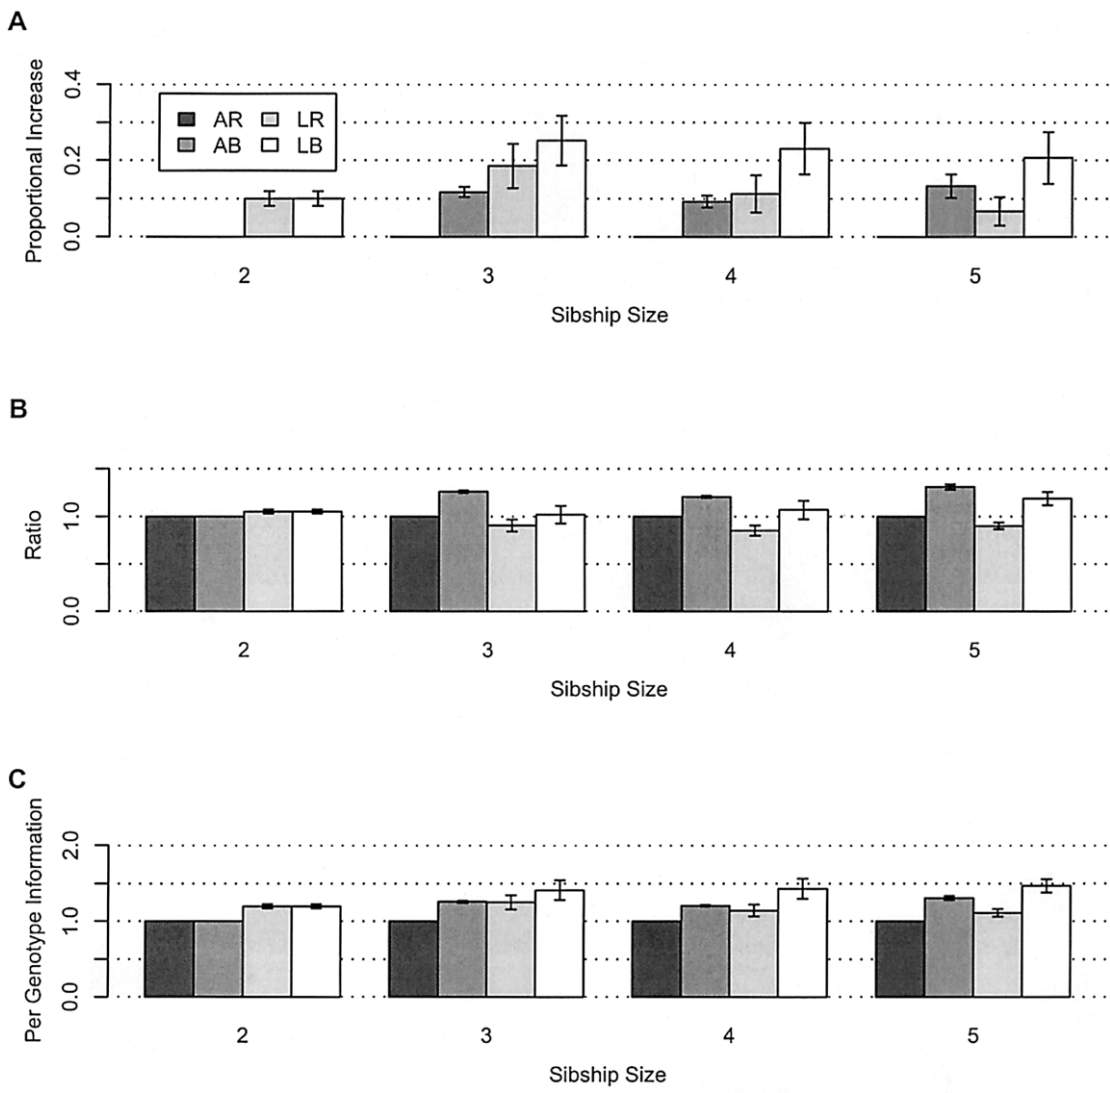 A
Proportional Increase
0.4
0.2
0.0
AR LR
AB LB
2 3 4 5
Sibship Size
B
Ratio
1.0
0.0
2 3 4 5
Sibship Size
C
Per Genotype Information
2.0
1.0
0.0
2 3 4 5
Sibship Size